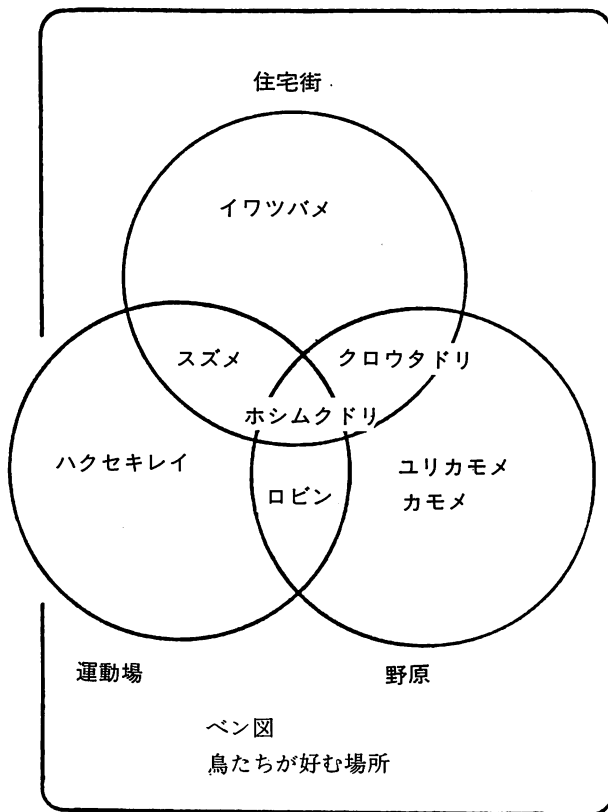 住宅街
イワツバメ
スズメ
クロウタドリ
ホシムクドリ
ハクセキレイ
ユリカモメ
カモメ
ロビン
運動場
野原
ベン図
鳥たちが好む場所